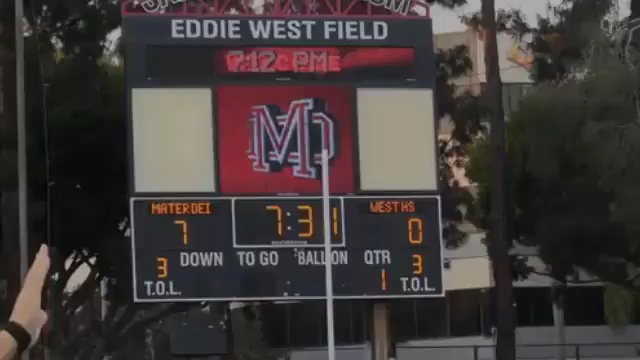 EDDIE WEST FIELD
7:12 PM
MD
MATER DEI 7:31 WEST HS
7 0
3 DOWN TO GO BALL ON QTR 3
T.O.L. 1 T.O.L.